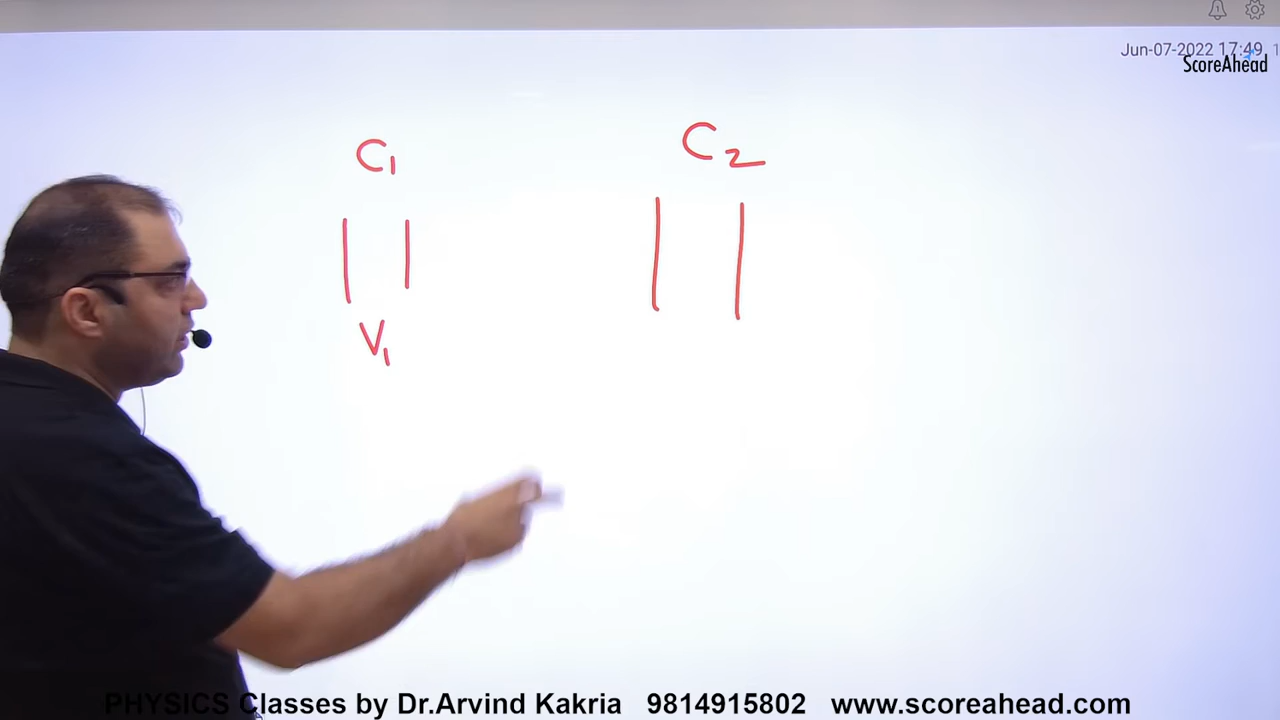 Jun-07-2022 17:49, 1
ScoreAhead
C1
C2
V1
PHYSICS Classes by Dr.Arvind Kakria 9814915802 www.scoreahead.com